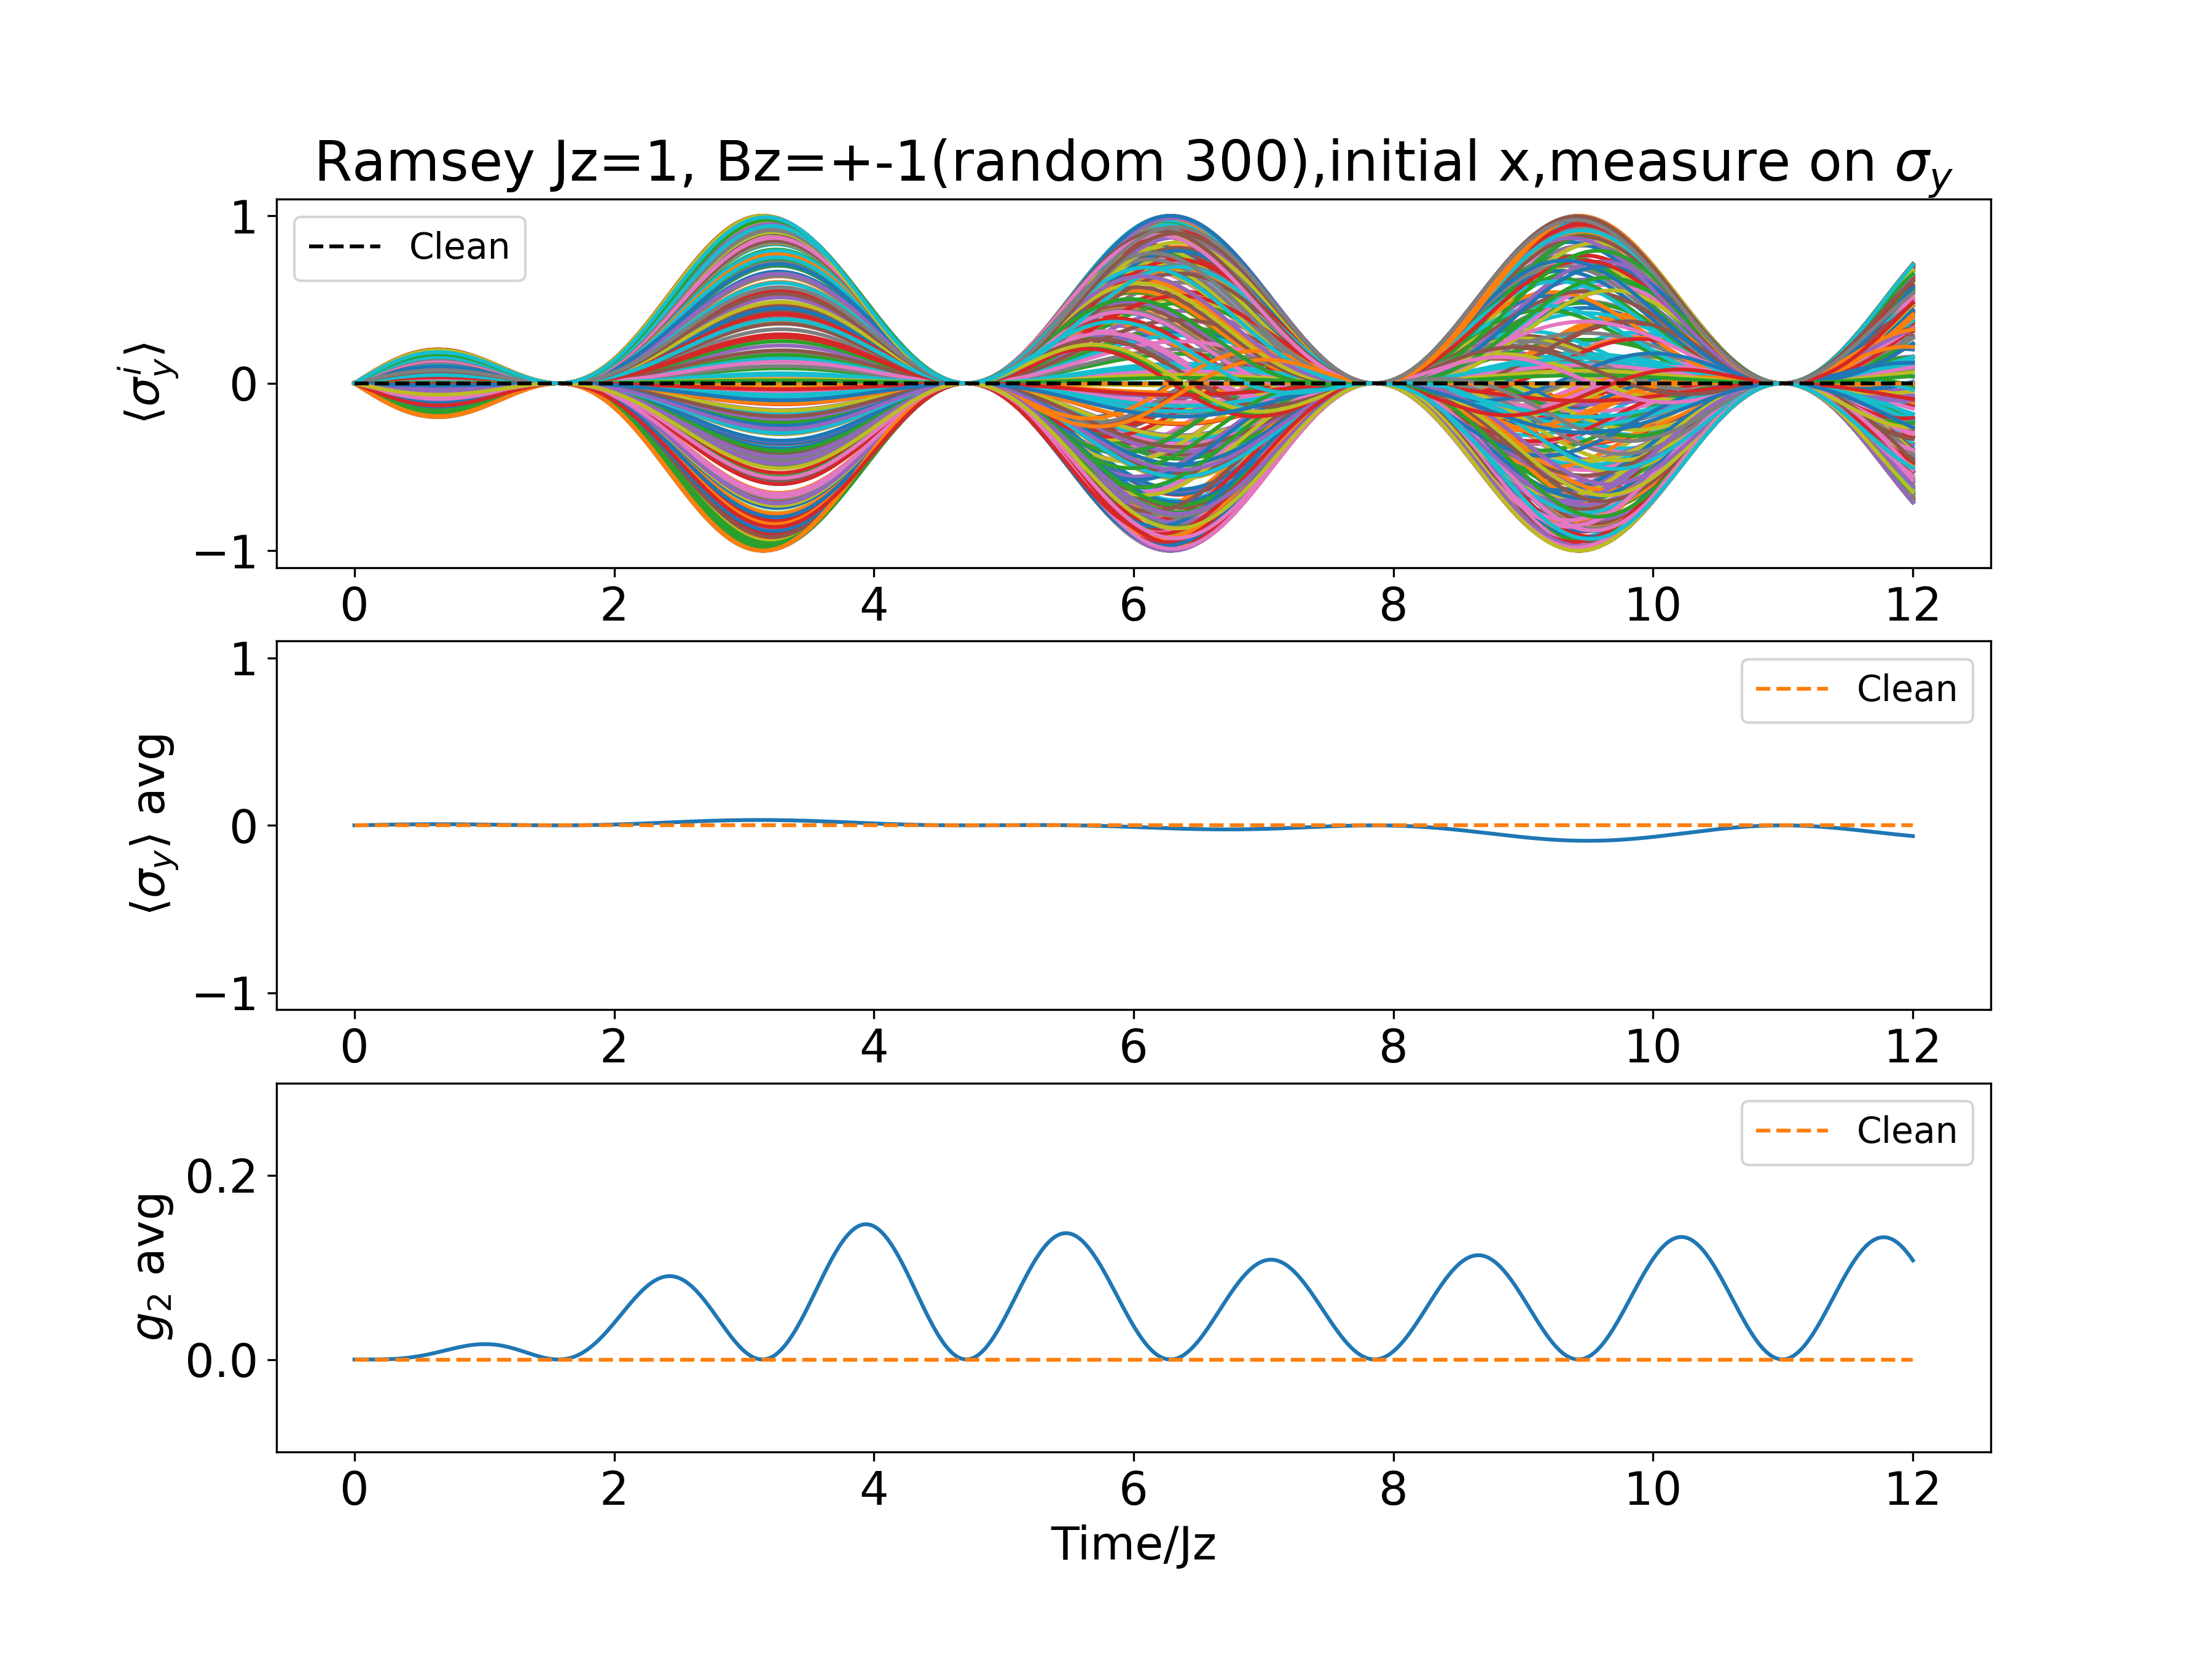 Ramsey Jz=1, Bz=+-1(random 300),initial x,measure on σ_y
⟨σ_y^i⟩
1
0
−1
Clean
0 2 4 6 8 10 12
⟨σ_y⟩ avg
1
0
−1
Clean
0 2 4 6 8 10 12
g₂ avg
0.2
0.0
Clean
0 2 4 6 8 10 12
Time/Jz